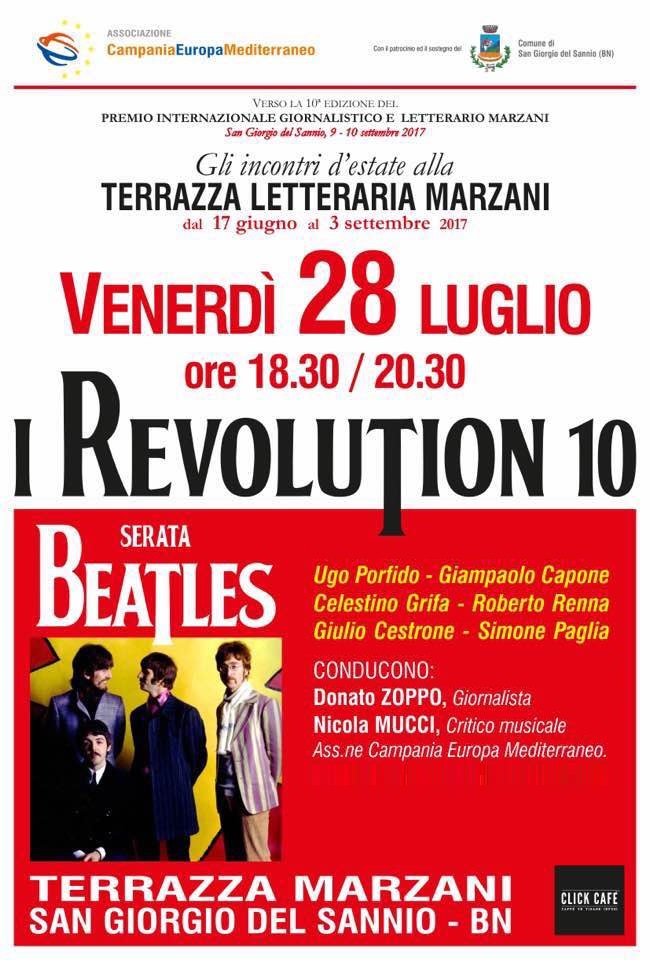 ASSOCIAZIONE
CampaniaEuropaMediterraneo
Con il patrocinio ed il sostegno del
Comune di
San Giorgio del Sannio (BN)
VERSO LA 10ª EDIZIONE DEL
PREMIO INTERNAZIONALE GIORNALISTICO E LETTERARIO MARZANI
San Giorgio del Sannio, 9 - 10 settembre 2017
Gli incontri d'estate alla
TERRAZZA LETTERARIA MARZANI
dal 17 giugno al 3 settembre 2017
VENERDÌ 28 LUGLIO
ore 18.30 / 20.30
I REVOLUTION 10
SERATA
BEATLES
Ugo Porfido - Giampaolo Capone
Celestino Grifa - Roberto Renna
Giulio Cestrone - Simone Paglia
CONDUCONO:
Donato ZOPPO, Giornalista
Nicola MUCCI, Critico musicale
Ass.ne Campania Europa Mediterraneo.
TERRAZZA MARZANI
SAN GIORGIO DEL SANNIO - BN
CLICK CAFÈ